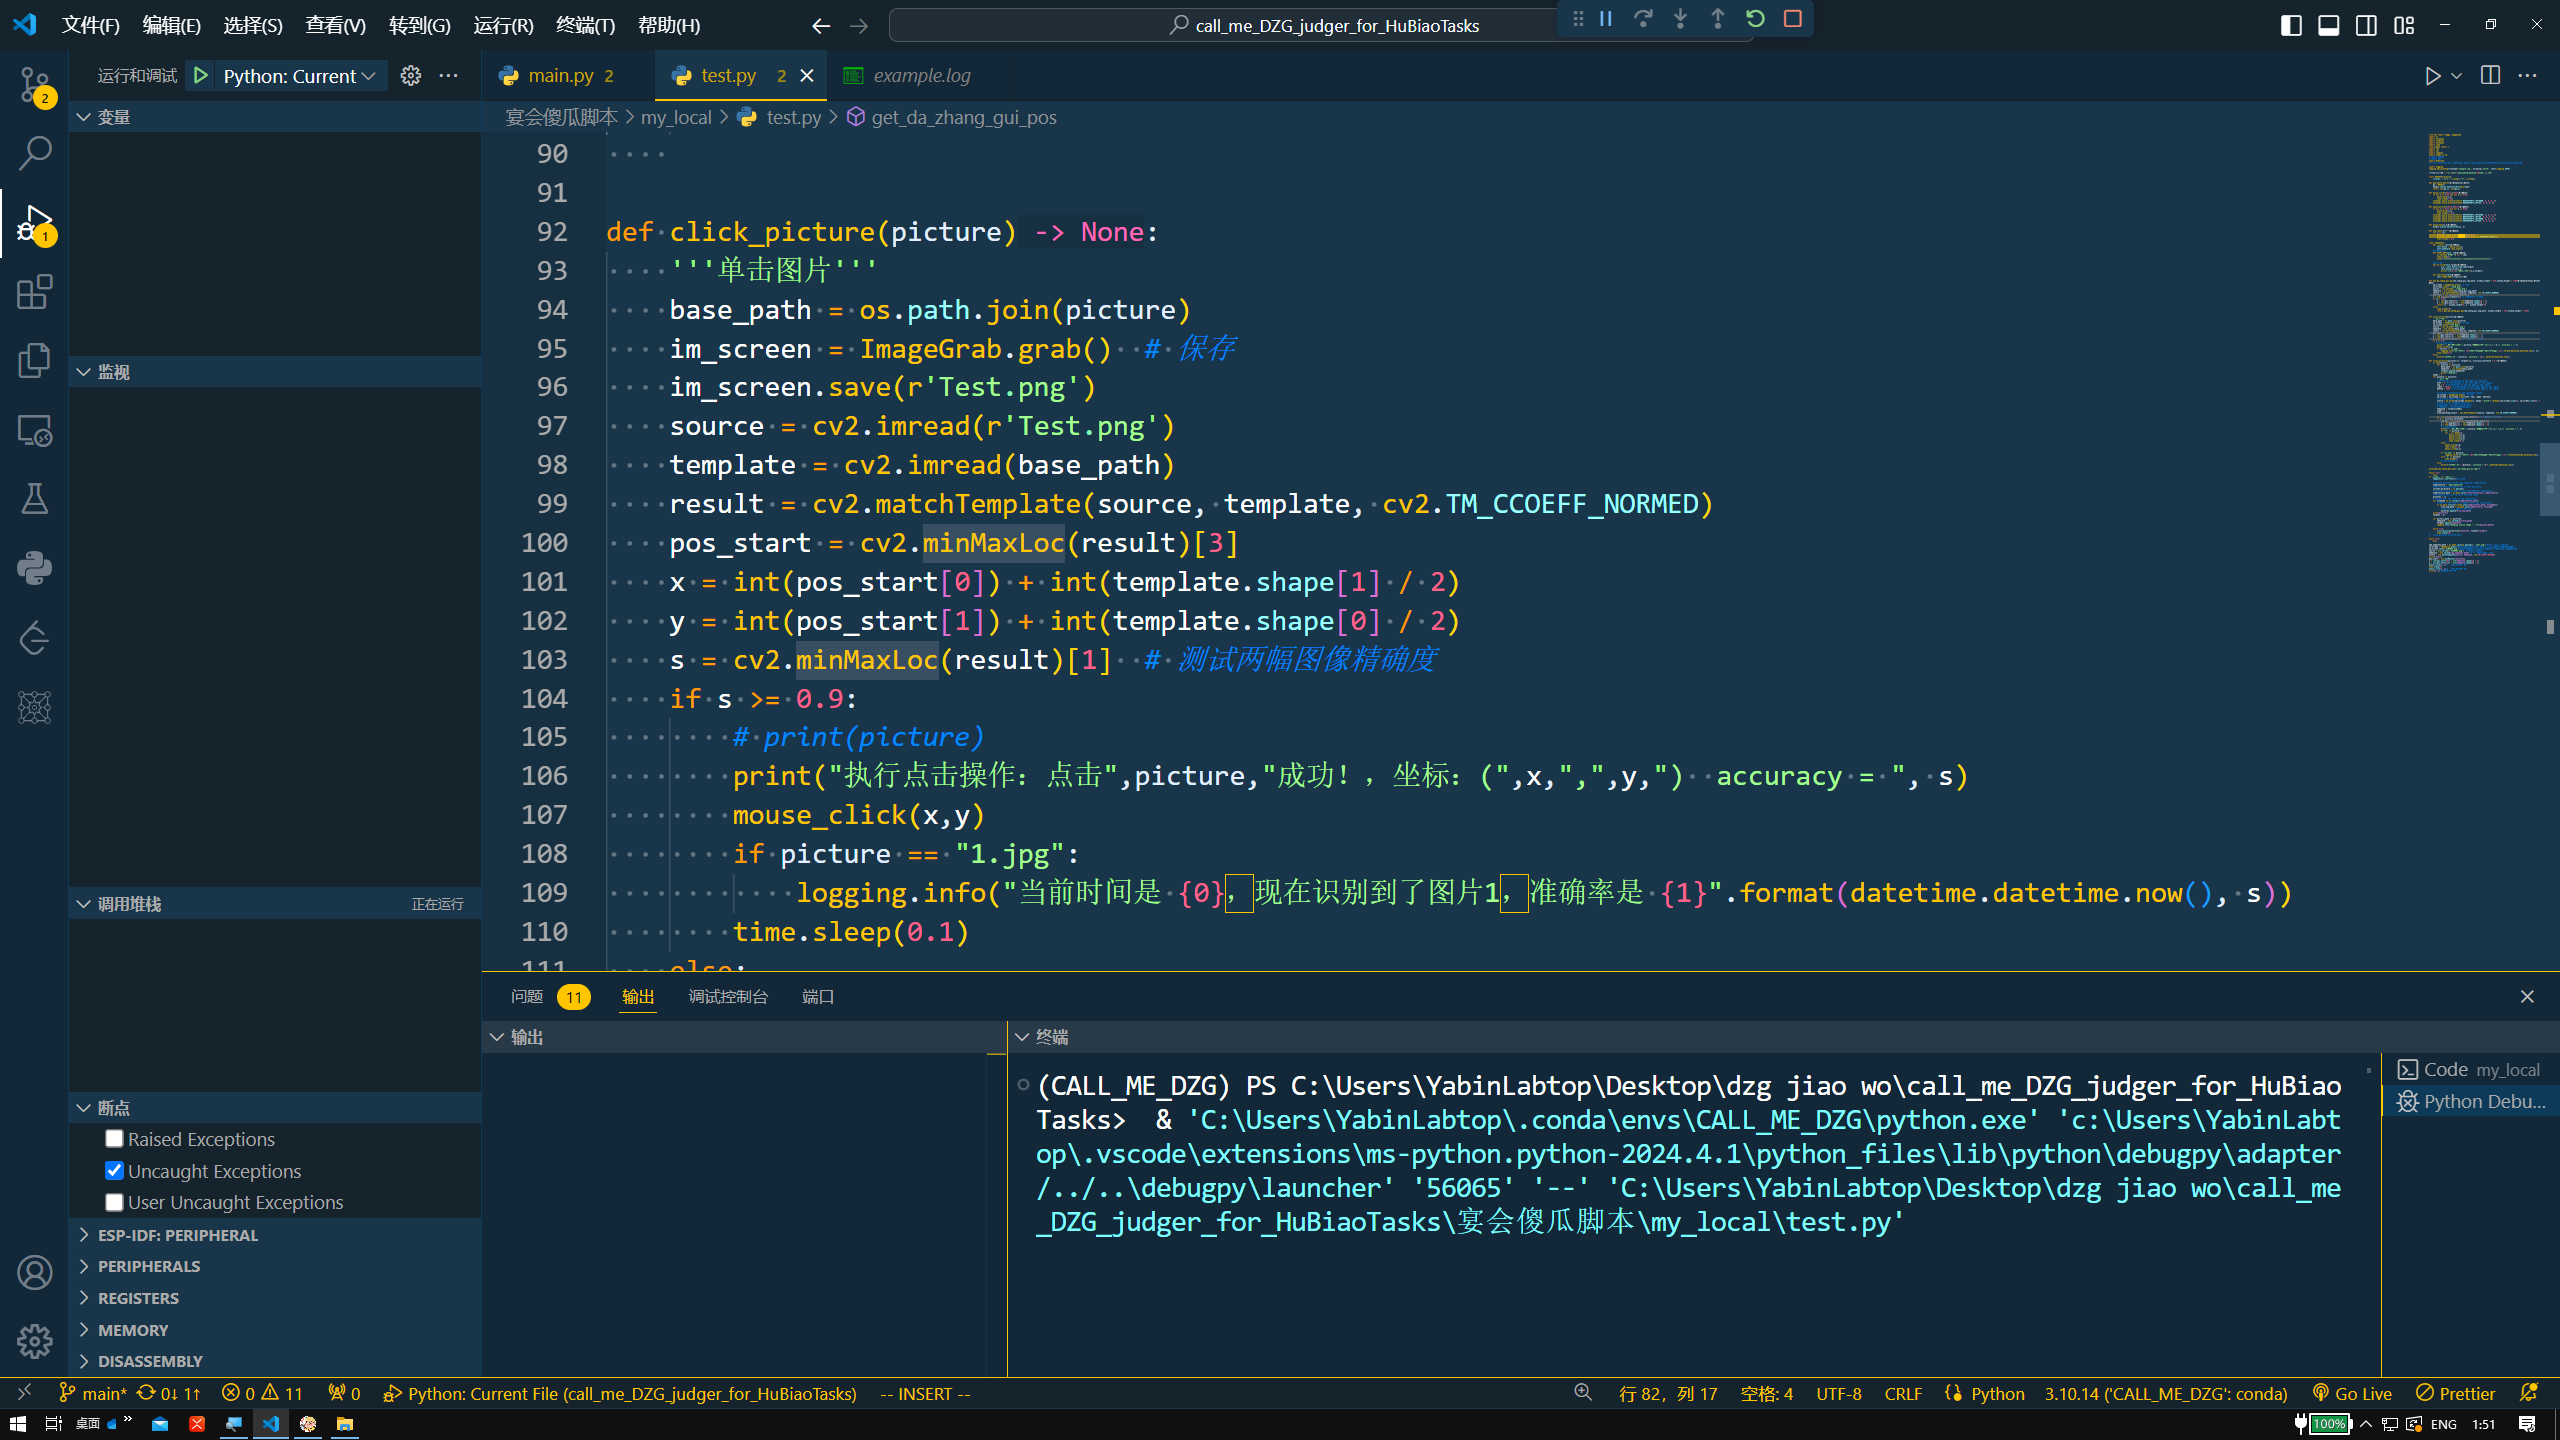 文件(F) 编辑(E) 选择(S) 查看(V) 转到(G) 运行(R) 终端(T) 帮助(H)
call_me_DZG_judger_for_HuBiaoTasks
运行和调试 Python: Current
main.py 2 test.py 2 example.log
宴会傻瓜脚本 > my_local > test.py > get_da_zhang_gui_pos
2
1
变量
监视
调用堆栈 正在运行
断点
Raised Exceptions
Uncaught Exceptions
User Uncaught Exceptions
ESP-IDF: PERIPHERAL
PERIPHERALS
REGISTERS
MEMORY
DISASSEMBLY
90
91
92 def click_picture(picture) -> None:
93 '''单击图片'''
94 base_path = os.path.join(picture)
95 im_screen = ImageGrab.grab()  # 保存
96 im_screen.save(r'Test.png')
97 source = cv2.imread(r'Test.png')
98 template = cv2.imread(base_path)
99 result = cv2.matchTemplate(source, template, cv2.TM_CCOEFF_NORMED)
100 pos_start = cv2.minMaxLoc(result)[3]
101 x = int(pos_start[0]) + int(template.shape[1] / 2)
102 y = int(pos_start[1]) + int(template.shape[0] / 2)
103 s = cv2.minMaxLoc(result)[1]  # 测试两幅图像精确度
104 if s >= 0.9:
105 # print(picture)
106 print("执行点击操作：点击",picture,"成功！，坐标：(",x,",",y,")  accuracy = ", s)
107 mouse_click(x,y)
108 if picture == "1.jpg":
109 logging.info("当前时间是 {0}，现在识别到了图片1，准确率是 {1}".format(datetime.datetime.now(), s))
110 time.sleep(0.1)
111 else:
问题 11 输出 调试控制台 端口
输出
终端
(CALL_ME_DZG) PS C:\Users\YabinLabtop\Desktop\dzg jiao wo\call_me_DZG_judger_for_HuBiao
Tasks>  & 'C:\Users\YabinLabtop\.conda\envs\CALL_ME_DZG\python.exe' 'c:\Users\YabinLabt
op\.vscode\extensions\ms-python.python-2024.4.1\python_files\lib\python\debugpy\adapter
/../..\debugpy\launcher' '56065' '--' 'C:\Users\YabinLabtop\Desktop\dzg jiao wo\call_me
_DZG_judger_for_HuBiaoTasks\宴会傻瓜脚本\my_local\test.py'
Code my_local
Python Debu...
main* 0↓ 1↑ 0 11 0 Python: Current File (call_me_DZG_judger_for_HuBiaoTasks) -- INSERT -- 行 82，列 17 空格: 4 UTF-8 CRLF Python 3.10.14 ('CALL_ME_DZG': conda) Go Live Prettier
桌面 100% ENG 1:51